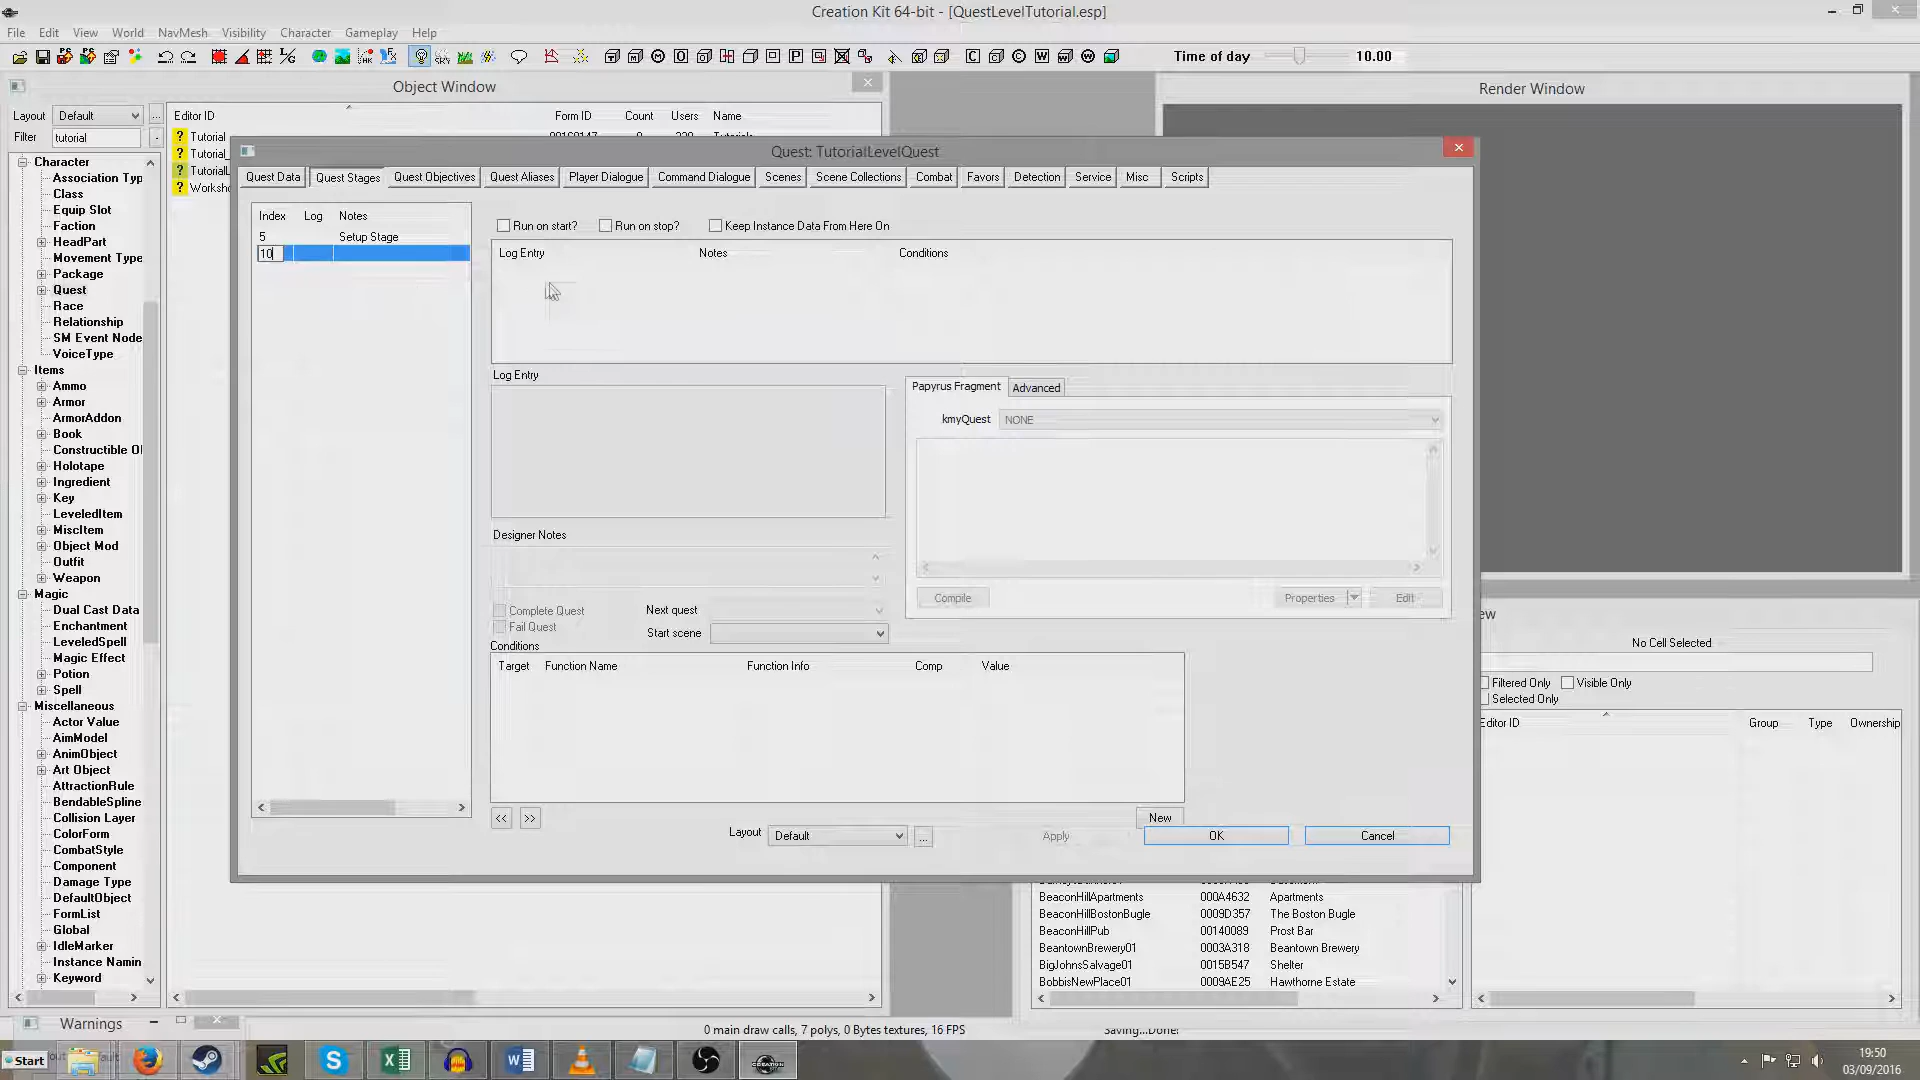 Creation Kit 64-bit - [QuestLevelTutorial.esp]
File Edit View World NavMesh Visibility Character Gameplay Help
Time of day 10.00
Object Window
Render Window
Layout Default
Filter tutorial
Editor ID Form ID Count Users Name
Tutorial
Tutorial_
TutorialL
Worksho
Character
Association Typ
Class
Equip Slot
Faction
HeadPart
Movement Type
Package
Quest
Race
Relationship
SM Event Node
VoiceType
Items
Ammo
Armor
ArmorAddon
Book
Constructible Ol
Holotape
Ingredient
Key
LeveledItem
MiscItem
Object Mod
Outfit
Weapon
Magic
Dual Cast Data
Enchantment
LeveledSpell
Magic Effect
Potion
Spell
Miscellaneous
Actor Value
AimModel
AnimObject
Art Object
AttractionRule
BendableSpline
Collision Layer
ColorForm
CombatStyle
Component
Damage Type
DefaultObject
FormList
Global
IdleMarker
Instance Namin
Keyword
Quest: TutorialLevelQuest
Quest Data Quest Stages Quest Objectives Quest Aliases Player Dialogue Command Dialogue Scenes Scene Collections Combat Favors Detection Service Misc Scripts
Index Log Notes
5 Setup Stage
10
Run on start? Run on stop? Keep Instance Data From Here On
Log Entry Notes Conditions
Log Entry
Papyrus Fragment Advanced
kmyQuest NONE
Designer Notes
Compile Properties Edit
Complete Quest Next quest
Fail Quest Start scene
Conditions
Target Function Name Function Info Comp Value
<< >>
New
Layout Default ... Apply OK Cancel
ew
No Cell Selected
Filtered Only Visible Only
Selected Only
Editor ID Group Type Ownership
BeaconHillApartments 000A4632 Apartments
BeaconHillBostonBugle 0009D357 The Boston Bugle
BeaconHillPub 00140089 Prost Bar
BeantownBrewery01 0003A318 Beantown Brewery
BigJohnsSalvage01 0015B547 Shelter
BobbisNewPlace01 0009AE25 Hawthorne Estate
Warnings
0 main draw calls, 7 polys, 0 Bytes textures, 16 FPS
Saving...Done!
Start
19:50
03/09/2016